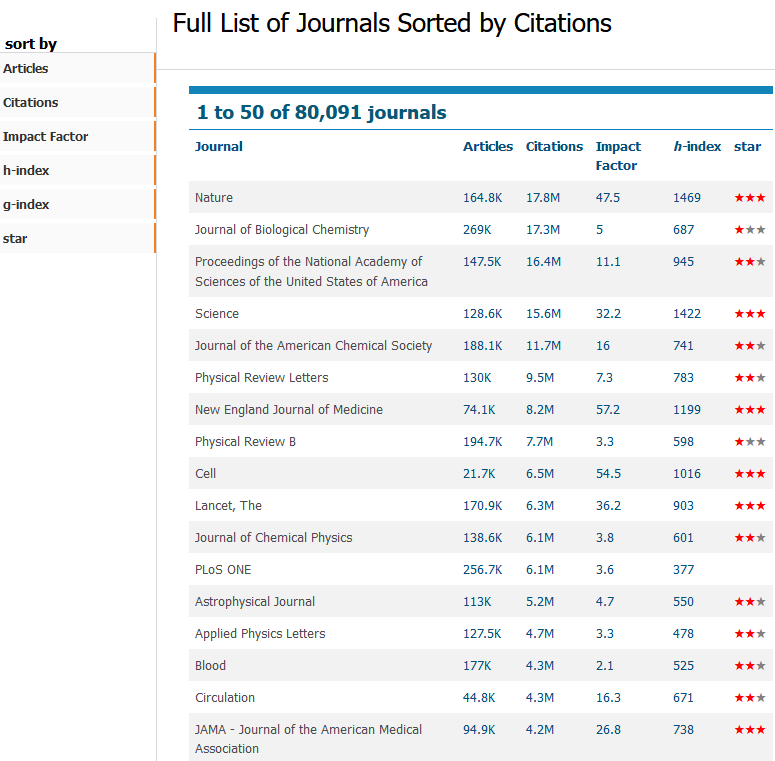 Full List of Journals Sorted by Citations
sort by
Articles
Citations
Impact Factor
h-index
g-index
star
1 to 50 of 80,091 journals
Journal Articles Citations Impact Factor h-index star
Nature 164.8K 17.8M 47.5 1469 ★★★
Journal of Biological Chemistry 269K 17.3M 5 687 ★★★
Proceedings of the National Academy of 147.5K 16.4M 11.1 945 ★★★
Sciences of the United States of America
Science 128.6K 15.6M 32.2 1422 ★★★
Journal of the American Chemical Society 188.1K 11.7M 16 741 ★★★
Physical Review Letters 130K 9.5M 7.3 783 ★★★
New England Journal of Medicine 74.1K 8.2M 57.2 1199 ★★★
Physical Review B 194.7K 7.7M 3.3 598 ★★★
Cell 21.7K 6.5M 54.5 1016 ★★★
Lancet, The 170.9K 6.3M 36.2 903 ★★★
Journal of Chemical Physics 138.6K 6.1M 3.8 601 ★★★
PLoS ONE 256.7K 6.1M 3.6 377
Astrophysical Journal 113K 5.2M 4.7 550 ★★★
Applied Physics Letters 127.5K 4.7M 3.3 478 ★★★
Blood 177K 4.3M 2.1 525 ★★★
Circulation 44.8K 4.3M 16.3 671 ★★★
JAMA - Journal of the American Medical 94.9K 4.2M 26.8 738 ★★★
Association